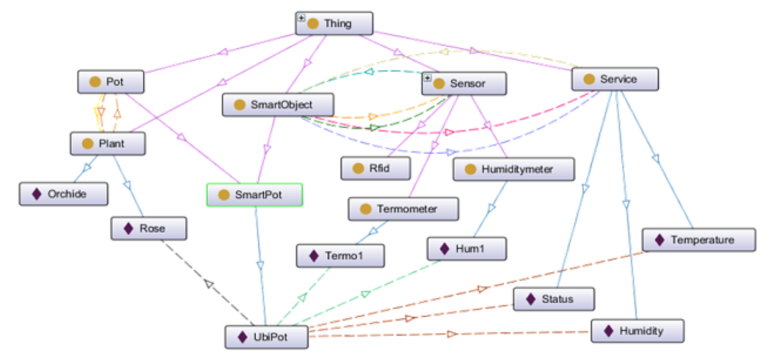 Thing
Pot
Sensor
Service
SmartObject
Plant
Rfid
Humiditymeter
Orchide
SmartPot
Termometer
Rose
Termo1
Hum1
Temperature
Status
UbiPot
Humidity